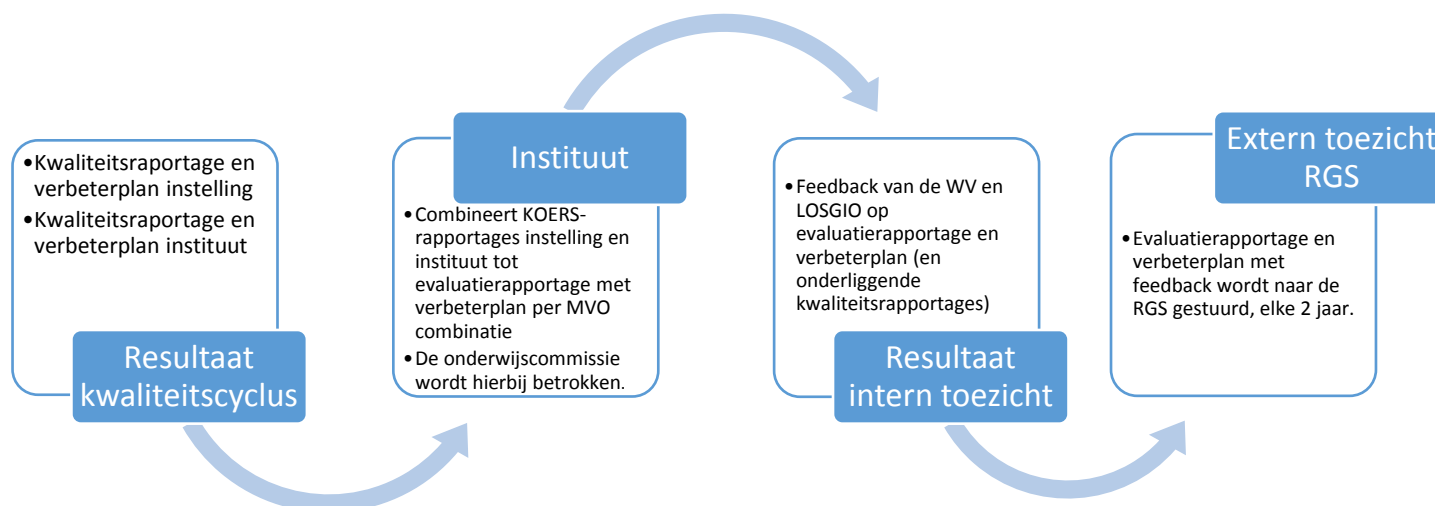 •Kwaliteitsraportage en
verbeterplan instelling
•Kwaliteitsraportage en
verbeterplan instituut
Resultaat
kwaliteitscyclus
Instituut
•Combineert KOERS-
rapportages instelling en
instituut tot
evaluatierapportage met
verbeterplan per MVO
combinatie
•De onderwijscommissie
wordt hierbij betrokken.
•Feedback van de WV en
LOSGIO op
evaluatierapportage en
verbeterplan (en
onderliggende
kwaliteitsrapportages)
Resultaat
intern toezicht
Extern toezicht
RGS
•Evaluatierapportage en
verbeterplan met
feedback wordt naar de
RGS gestuurd, elke 2 jaar.